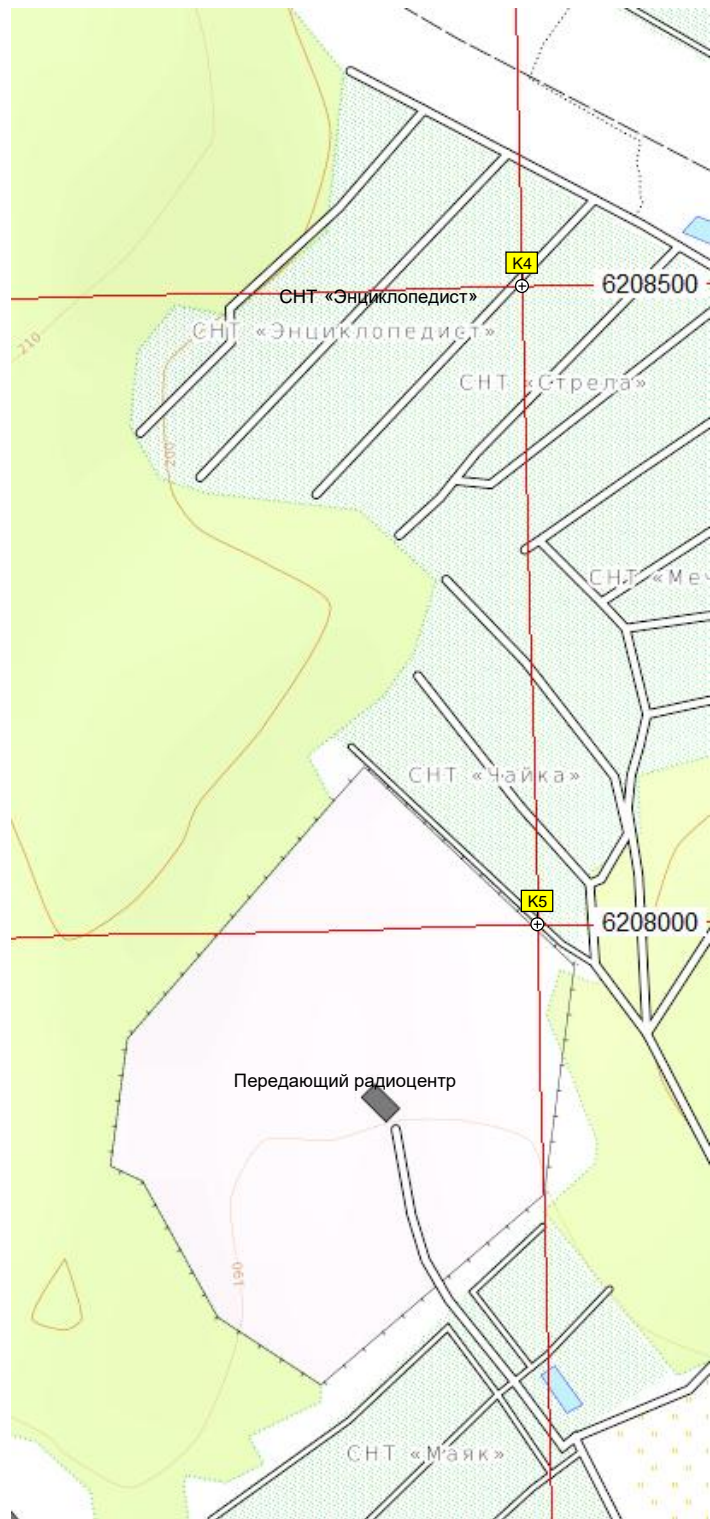 K4
6208500
СНТ «Энциклопедист»
СНТ «Энциклопедист»
210
СНТ «Стрела»
200
СНТ «Меч
СНТ «Чайка»
K5
6208000
Передающий радиоцентр
190
СНТ «Маяк»